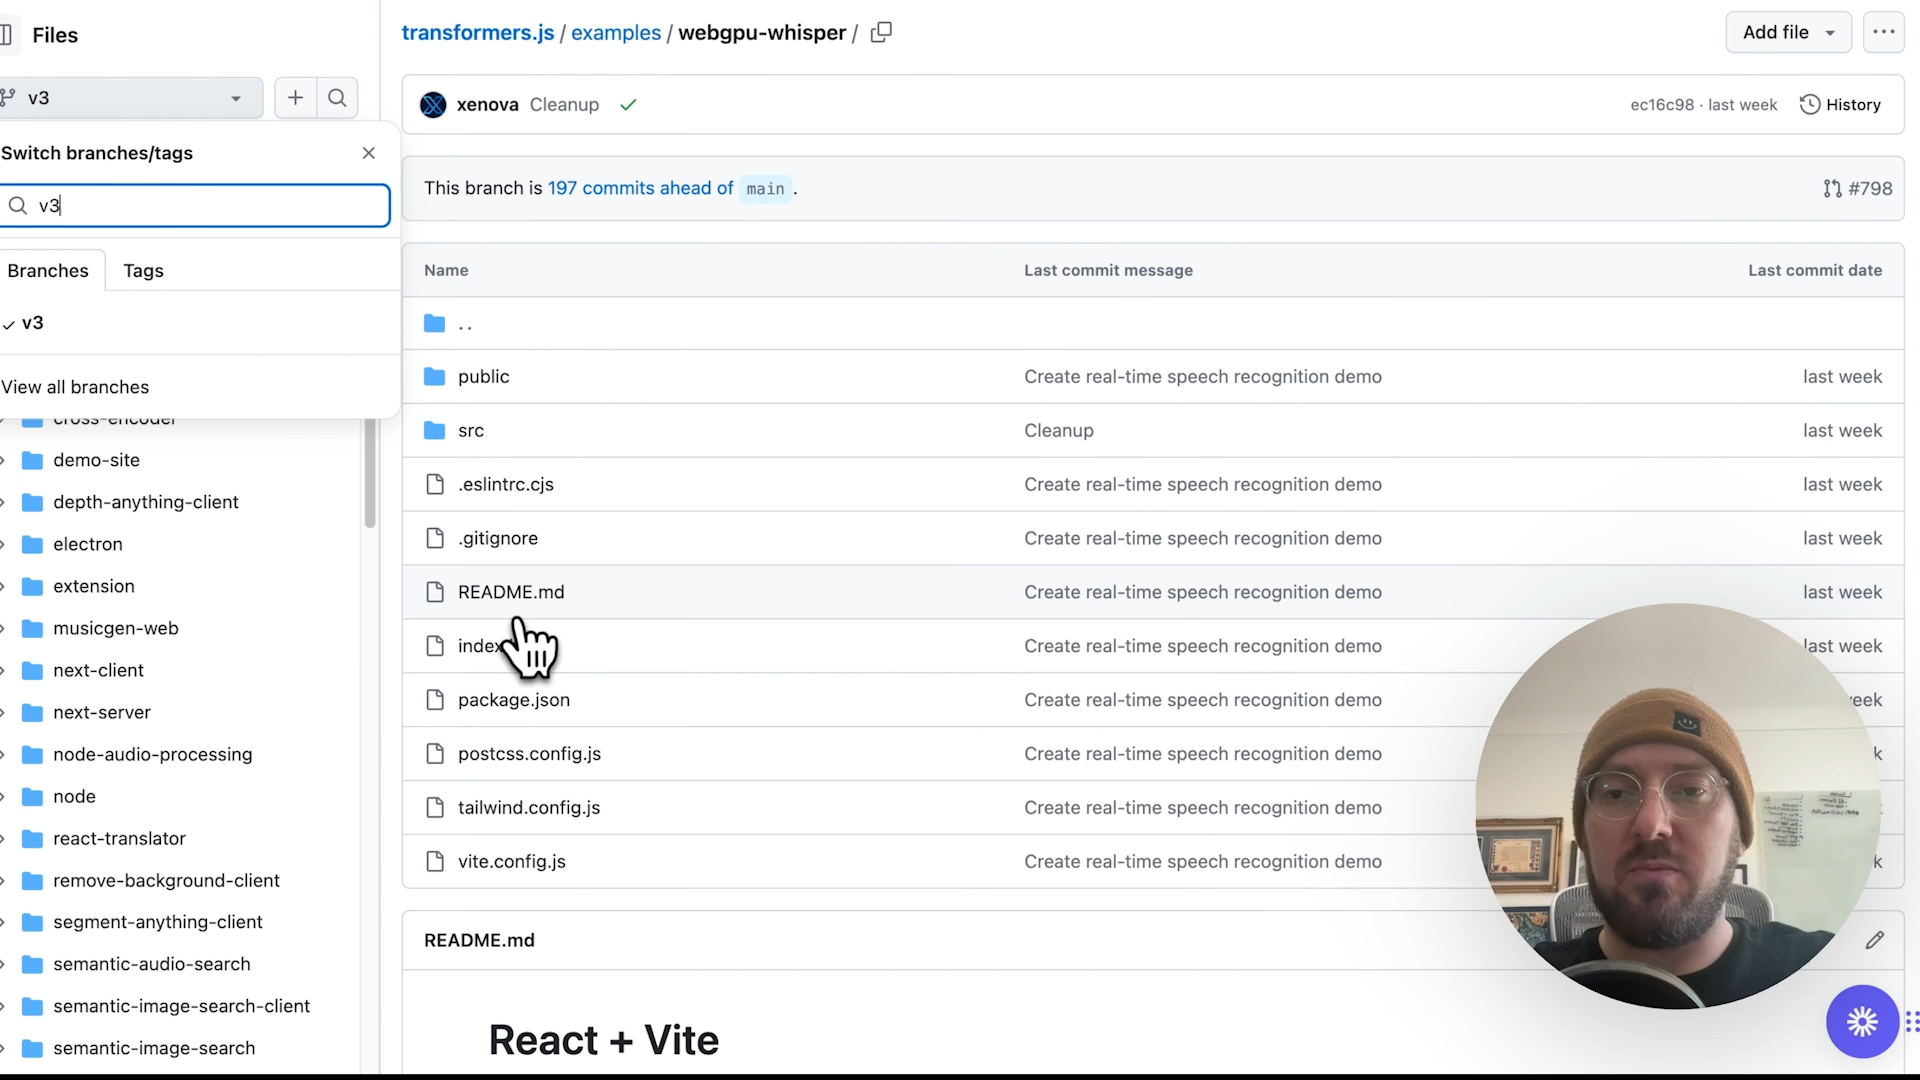 Files
v3
Switch branches/tags
v3
Branches
Tags
v3
View all branches
cross-encoder
demo-site
depth-anything-client
electron
extension
musicgen-web
next-client
next-server
node-audio-processing
node
react-translator
remove-background-client
segment-anything-client
semantic-audio-search
semantic-image-search-client
semantic-image-search
transformers.js / examples / webgpu-whisper /
Add file
xenova Cleanup
ec16c98 · last week
History
This branch is 197 commits ahead of main .
#798
Name Last commit message Last commit date
..
public Create real-time speech recognition demo last week
src Cleanup last week
.eslintrc.cjs Create real-time speech recognition demo last week
.gitignore Create real-time speech recognition demo last week
README.md Create real-time speech recognition demo last week
index Create real-time speech recognition demo last week
package.json Create real-time speech recognition demo eek
postcss.config.js Create real-time speech recognition demo k
tailwind.config.js Create real-time speech recognition demo
vite.config.js Create real-time speech recognition demo k
README.md
React + Vite